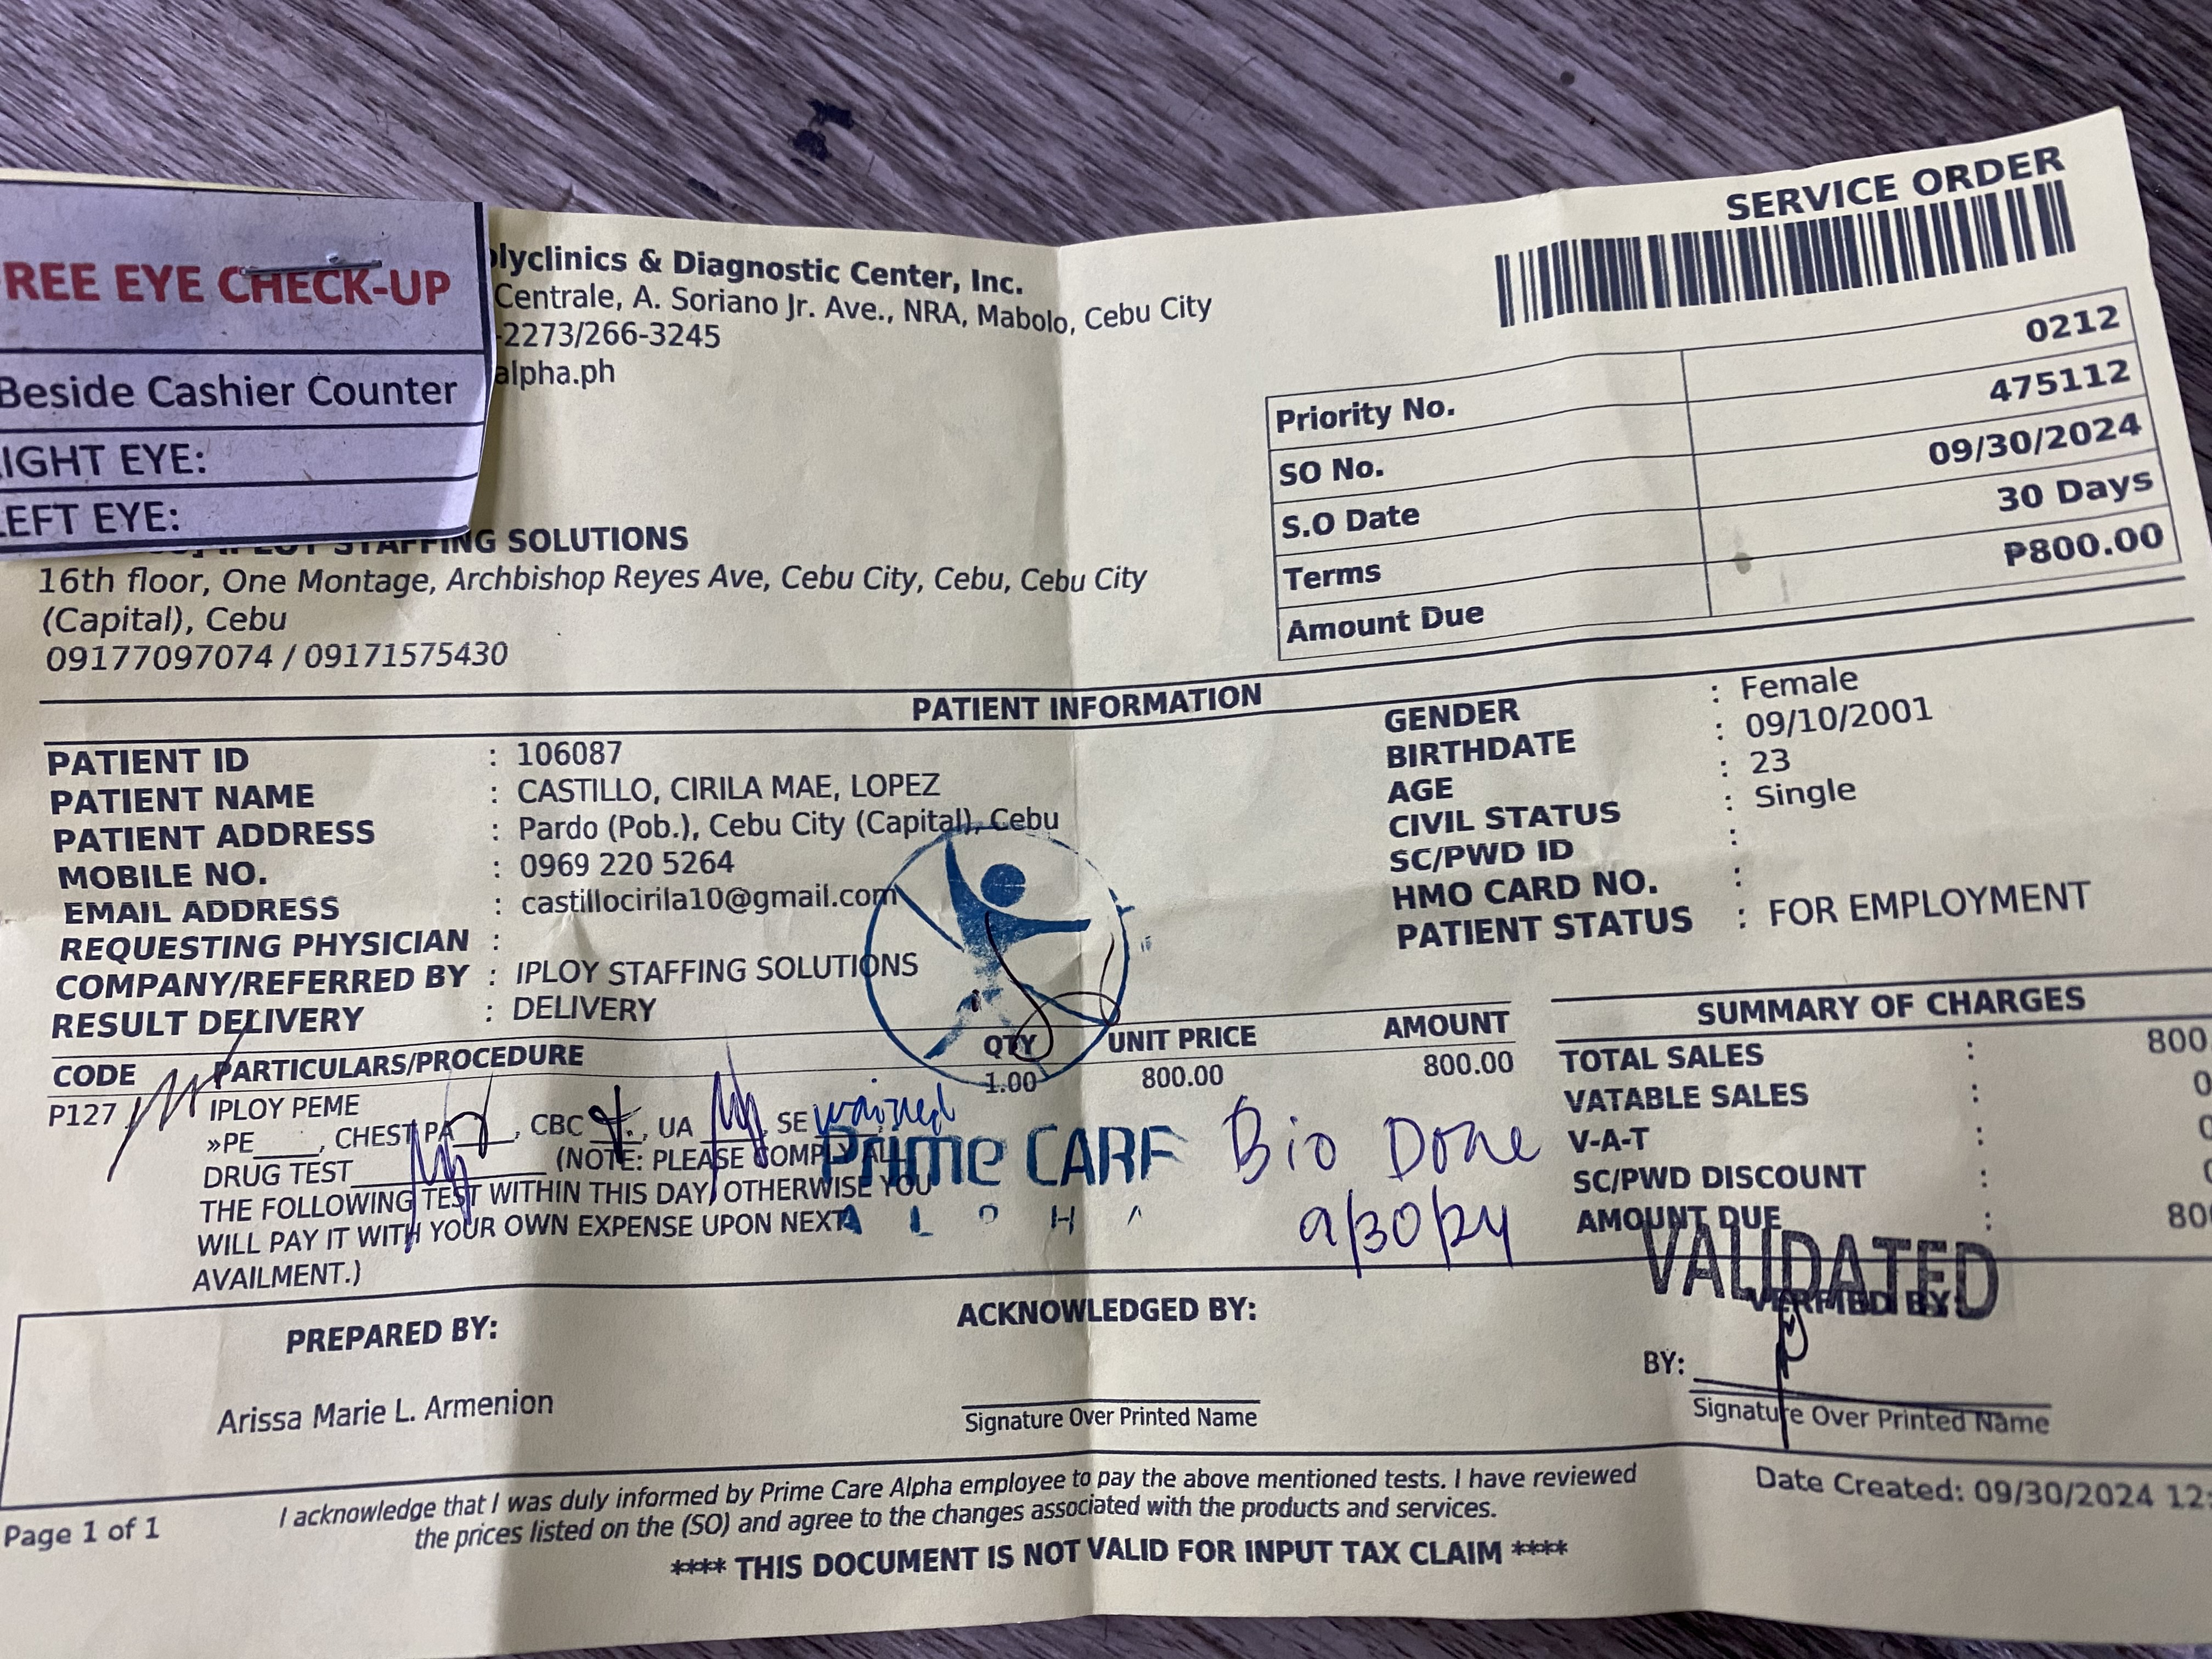 SERVICE ORDER
REE EYE CHECK-UP
Beside Cashier Counter
IGHT EYE:
EFT EYE:
lyclinics & Diagnostic Center, Inc.
Centrale, A. Soriano Jr. Ave., NRA, Mabolo, Cebu City
-2273/266-3245
alpha.ph
Priority No. 0212
SO No. 475112
S.O Date 09/30/2024
Terms 30 Days
Amount Due ₱800.00
IPLOY STAFFING SOLUTIONS
16th floor, One Montage, Archbishop Reyes Ave, Cebu City, Cebu, Cebu City
(Capital), Cebu
09177097074 / 09171575430
PATIENT INFORMATION
PATIENT ID : 106087
PATIENT NAME : CASTILLO, CIRILA MAE, LOPEZ
PATIENT ADDRESS : Pardo (Pob.), Cebu City (Capital), Cebu
MOBILE NO. : 0969 220 5264
EMAIL ADDRESS : castillocirila10@gmail.com
REQUESTING PHYSICIAN :
COMPANY/REFERRED BY : IPLOY STAFFING SOLUTIONS
RESULT DELIVERY : DELIVERY
GENDER : Female
BIRTHDATE : 09/10/2001
AGE : 23
CIVIL STATUS : Single
SC/PWD ID :
HMO CARD NO. :
PATIENT STATUS : FOR EMPLOYMENT
CODE PARTICULARS/PROCEDURE QTY UNIT PRICE AMOUNT
P127 IPLOY PEME 1.00 800.00 800.00
»PE____, CHEST PA____, CBC____, UA____, SE waived
DRUG TEST____ (NOTE: PLEASE COMPLY ALL
THE FOLLOWING TEST WITHIN THIS DAY, OTHERWISE YOU
WILL PAY IT WITH YOUR OWN EXPENSE UPON NEXT
AVAILMENT.)
Prime CARE
A L P H A
Bio Done
9/30/24
SUMMARY OF CHARGES
TOTAL SALES : 800.
VATABLE SALES : 0
V-A-T : 0
SC/PWD DISCOUNT : 0
AMOUNT DUE : 80
VALIDATED
PREPARED BY:
Arissa Marie L. Armenion
ACKNOWLEDGED BY:
Signature Over Printed Name
VERIFIED BY:
BY:
Signature Over Printed Name
I acknowledge that I was duly informed by Prime Care Alpha employee to pay the above mentioned tests. I have reviewed
the prices listed on the (SO) and agree to the changes associated with the products and services.
Page 1 of 1
Date Created: 09/30/2024 12:
**** THIS DOCUMENT IS NOT VALID FOR INPUT TAX CLAIM ****